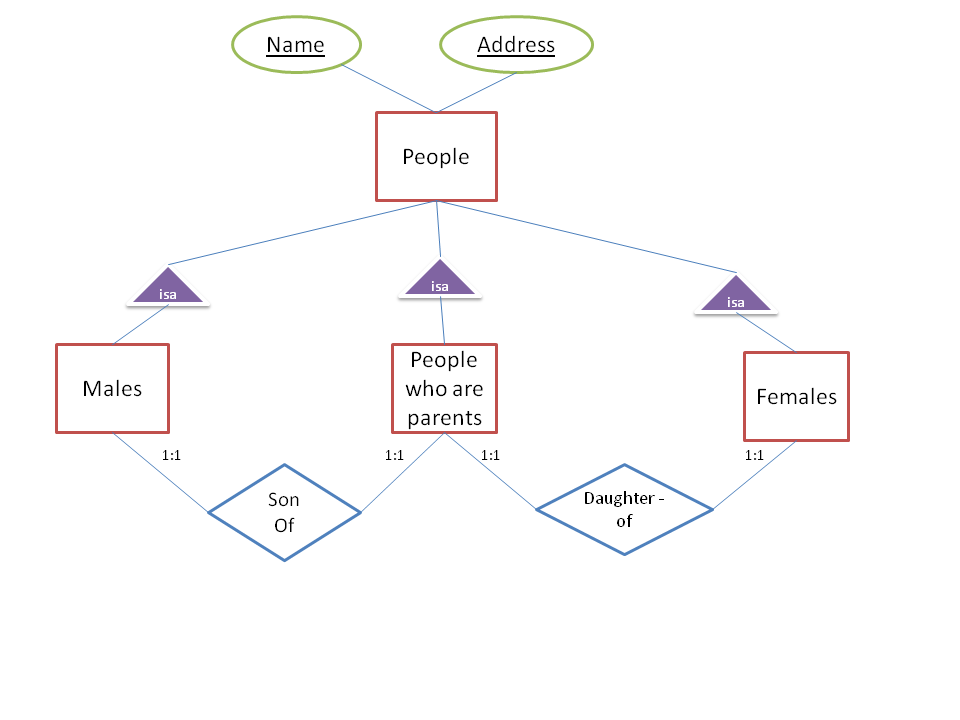 Name
Address
People
isa
isa
isa
Males
People
who are
parents
Females
1:1
1:1
1:1
1:1
Son
Of
Daughter -
of